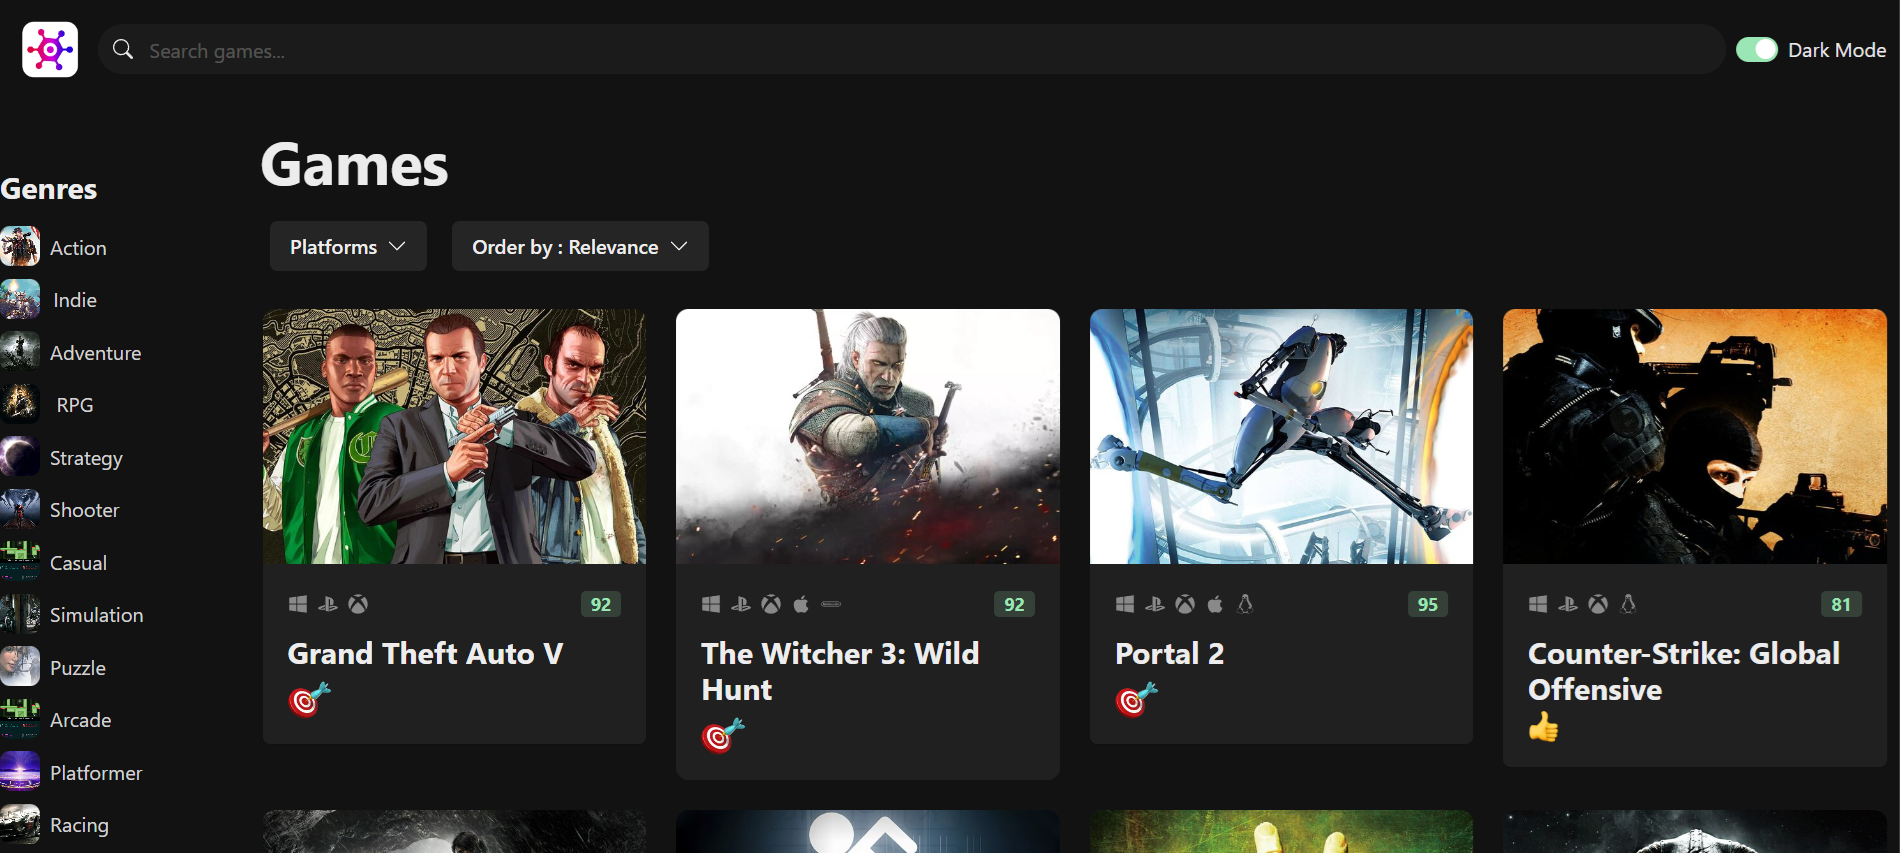 Search games...
Dark Mode
Games
Genres
Platforms
Order by : Relevance
Action
Indie
Adventure
RPG
Strategy
Shooter
Casual
Simulation
Puzzle
Arcade
Platformer
Racing
92
Grand Theft Auto V
92
The Witcher 3: Wild
Hunt
95
Portal 2
81
Counter-Strike: Global
Offensive